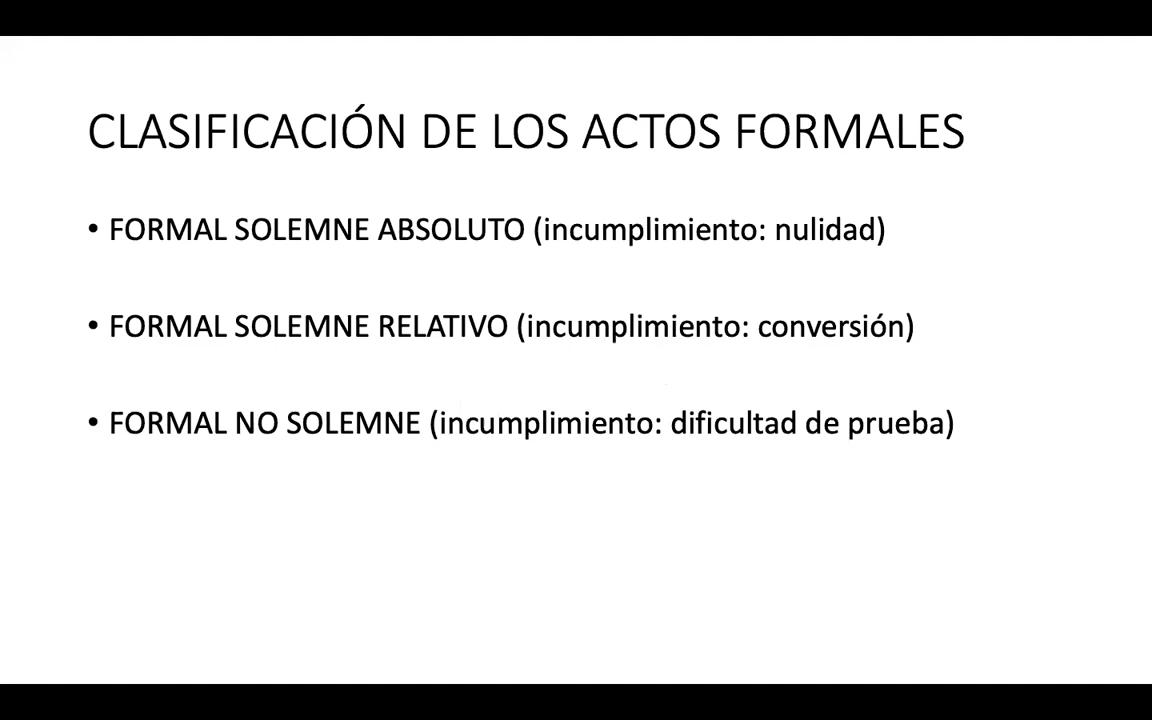 CLASIFICACIÓN DE LOS ACTOS FORMALES
• FORMAL SOLEMNE ABSOLUTO (incumplimiento: nulidad)
• FORMAL SOLEMNE RELATIVO (incumplimiento: conversión)
• FORMAL NO SOLEMNE (incumplimiento: dificultad de prueba)